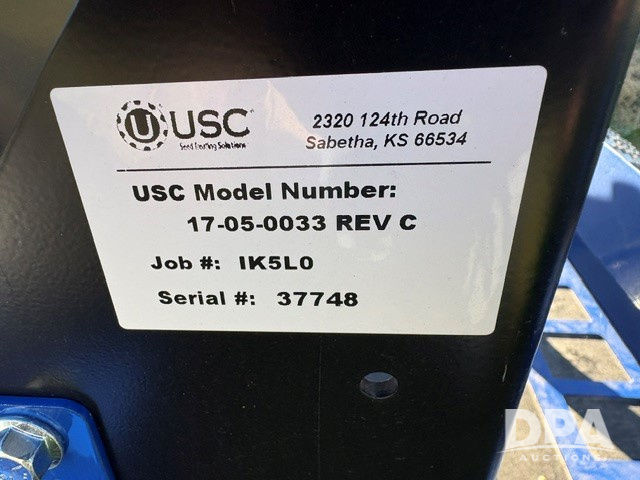 U USC
Seed Treating Solutions
2320 124th Road
Sabetha, KS 66534
USC Model Number:
17-05-0033 REV C
Job #: IK5L0
Serial #: 37748
DPA
AUCTIONS.